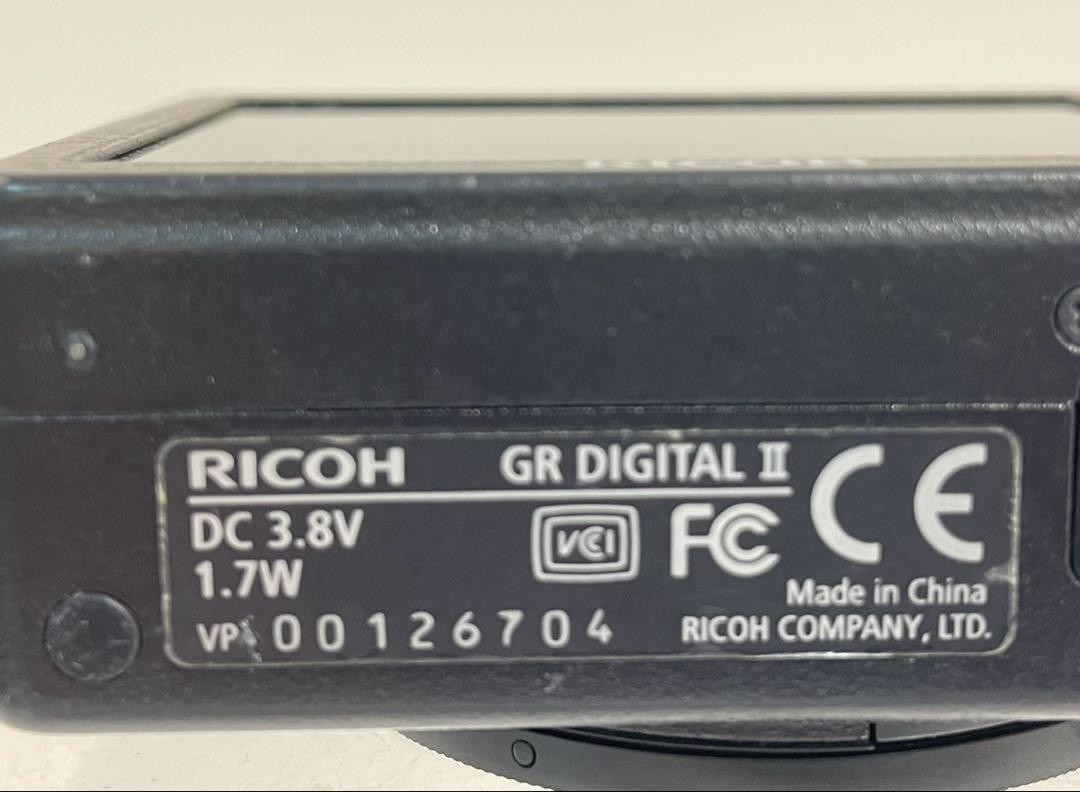 RICOH GR DIGITAL II
DC 3.8V
1.7W
VCI FC CE
Made in China
VP 00126704 RICOH COMPANY, LTD.